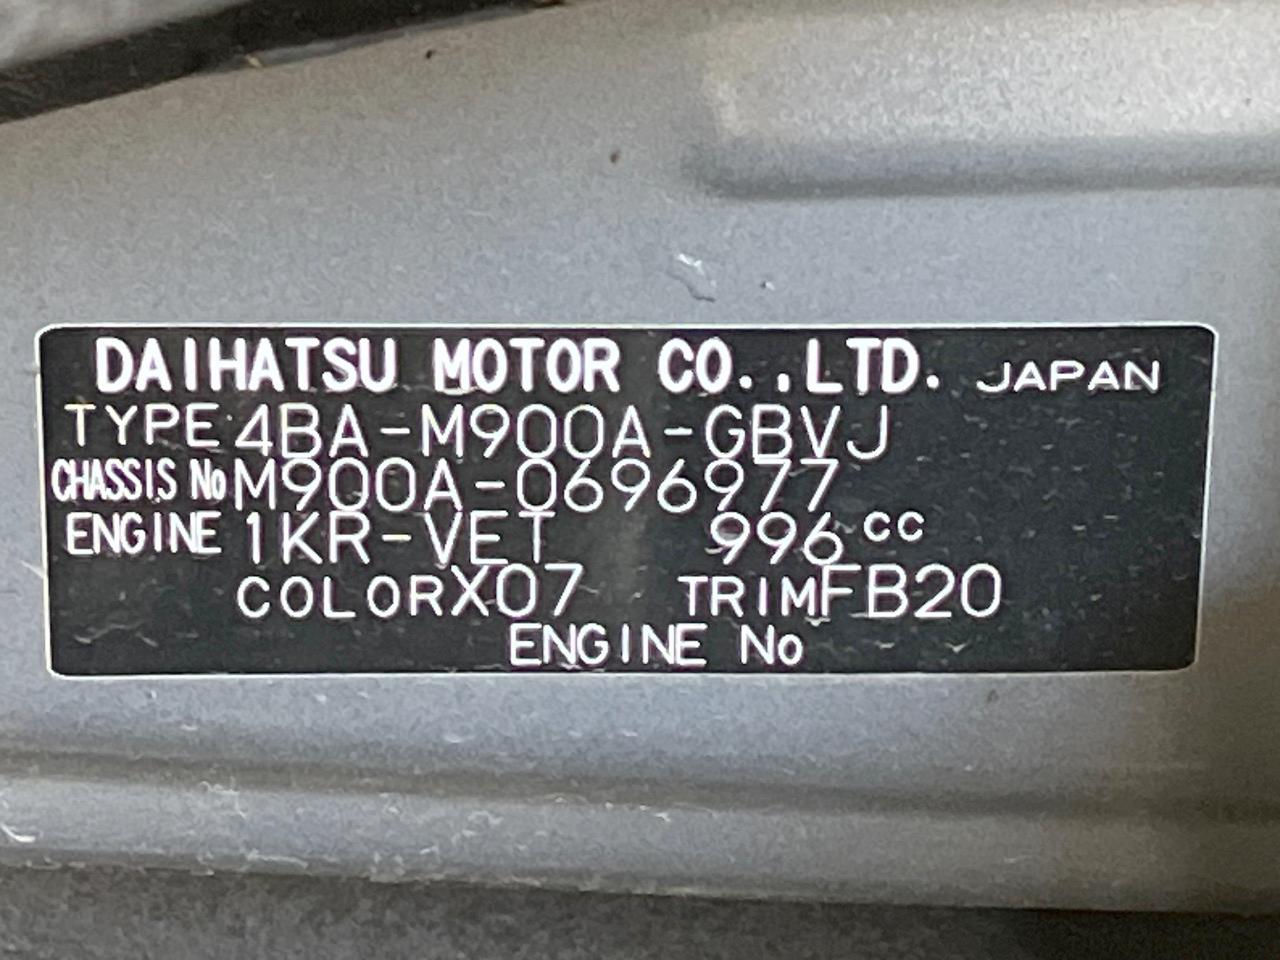 DAIHATSU MOTOR CO.,LTD. JAPAN
TYPE 4BA-M900A-GBVJ
CHASSIS No M900A-0696977
ENGINE 1KR-VET 996cc
COLOR X07 TRIM FB20
ENGINE No